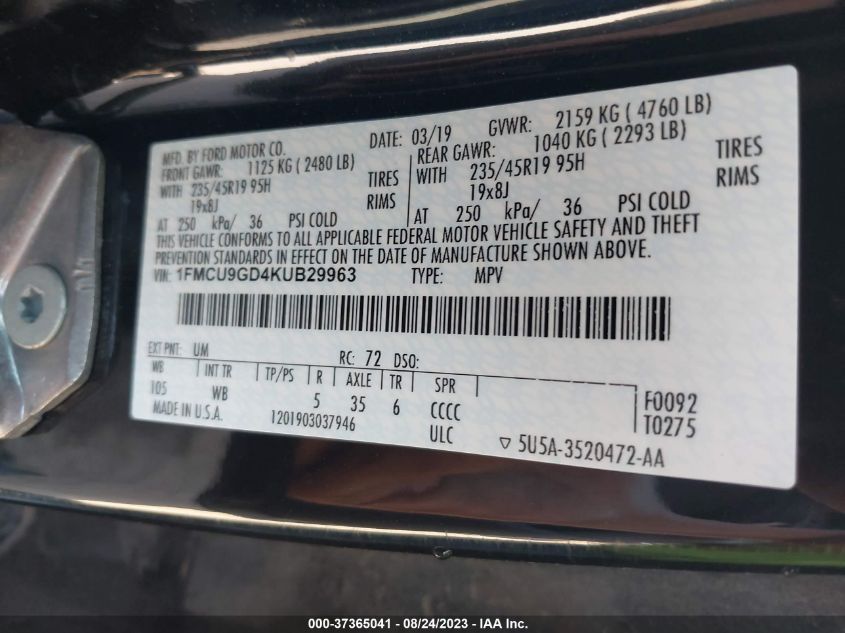 MFD. BY FORD MOTOR CO. DATE: 03/19 GVWR: 2159 KG ( 4760 LB)
FRONT GAWR: 1125 KG ( 2480 LB) REAR GAWR: 1040 KG ( 2293 LB)
WITH 235/45R19 95H TIRES WITH 235/45R19 95H TIRES
19x8J RIMS 19x8J RIMS
AT 250 kPa/ 36 PSI COLD AT 250 kPa/ 36 PSI COLD
THIS VEHICLE CONFORMS TO ALL APPLICABLE FEDERAL MOTOR VEHICLE SAFETY AND THEFT
PREVENTION STANDARDS IN EFFECT ON THE DATE OF MANUFACTURE SHOWN ABOVE.
VIN: 1FMCU9GD4KUB29963 TYPE: MPV
EXT PNT: UM RC: 72 DSO:
WB INT TR TP/PS R AXLE TR SPR
105 WB 5 35 6 CCCC F0092
MADE IN U.S.A. 1201903037946 ULC T0275
5U5A-3520472-AA
000-37365041 - 08/24/2023 - IAA Inc.